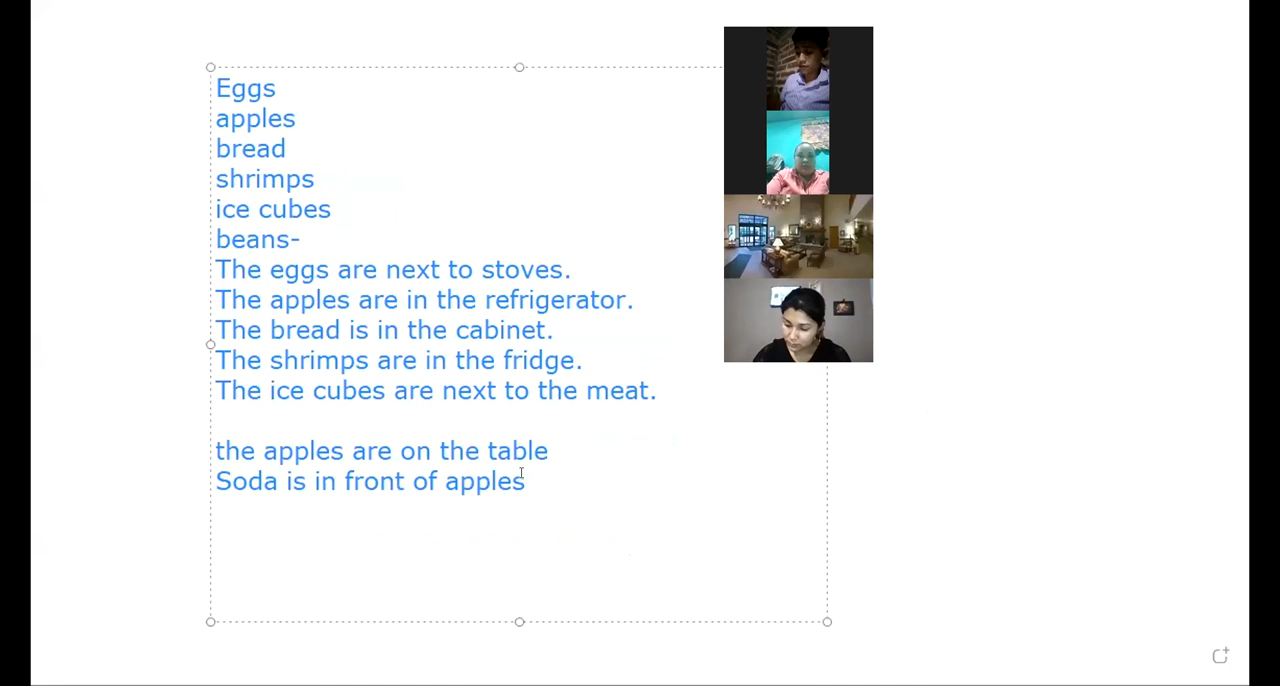 Eggs
apples
bread
shrimps
ice cubes
beans-
The eggs are next to stoves.
The apples are in the refrigerator.
The bread is in the cabinet.
The shrimps are in the fridge.
The ice cubes are next to the meat.
the apples are on the table
Soda is in front of apples